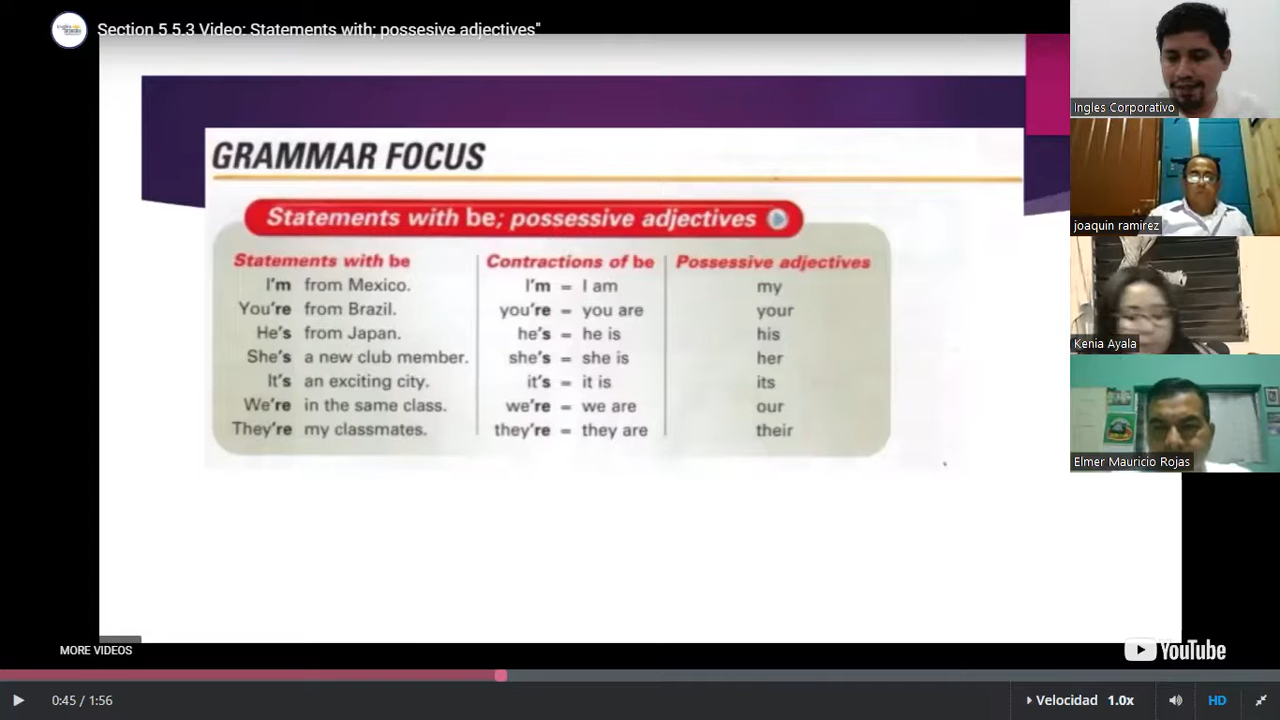 Section 5 5.3 Video: Statements with; possesive adjectives"
GRAMMAR FOCUS
Statements with be; possessive adjectives
Statements with be
I'm from Mexico.
You're from Brazil.
He's from Japan.
She's a new club member.
It's an exciting city.
We're in the same class.
They're my classmates.
Contractions of be
I'm = I am
you're = you are
he's = he is
she's = she is
it's = it is
we're = we are
they're = they are
Possessive adjectives
my
your
his
her
its
our
their
Ingles Corporativo
joaquin ramirez
Kenia Ayala
Elmer Mauricio Rojas
MORE VIDEOS
YouTube
0:45 / 1:56
Velocidad 1.0x
HD